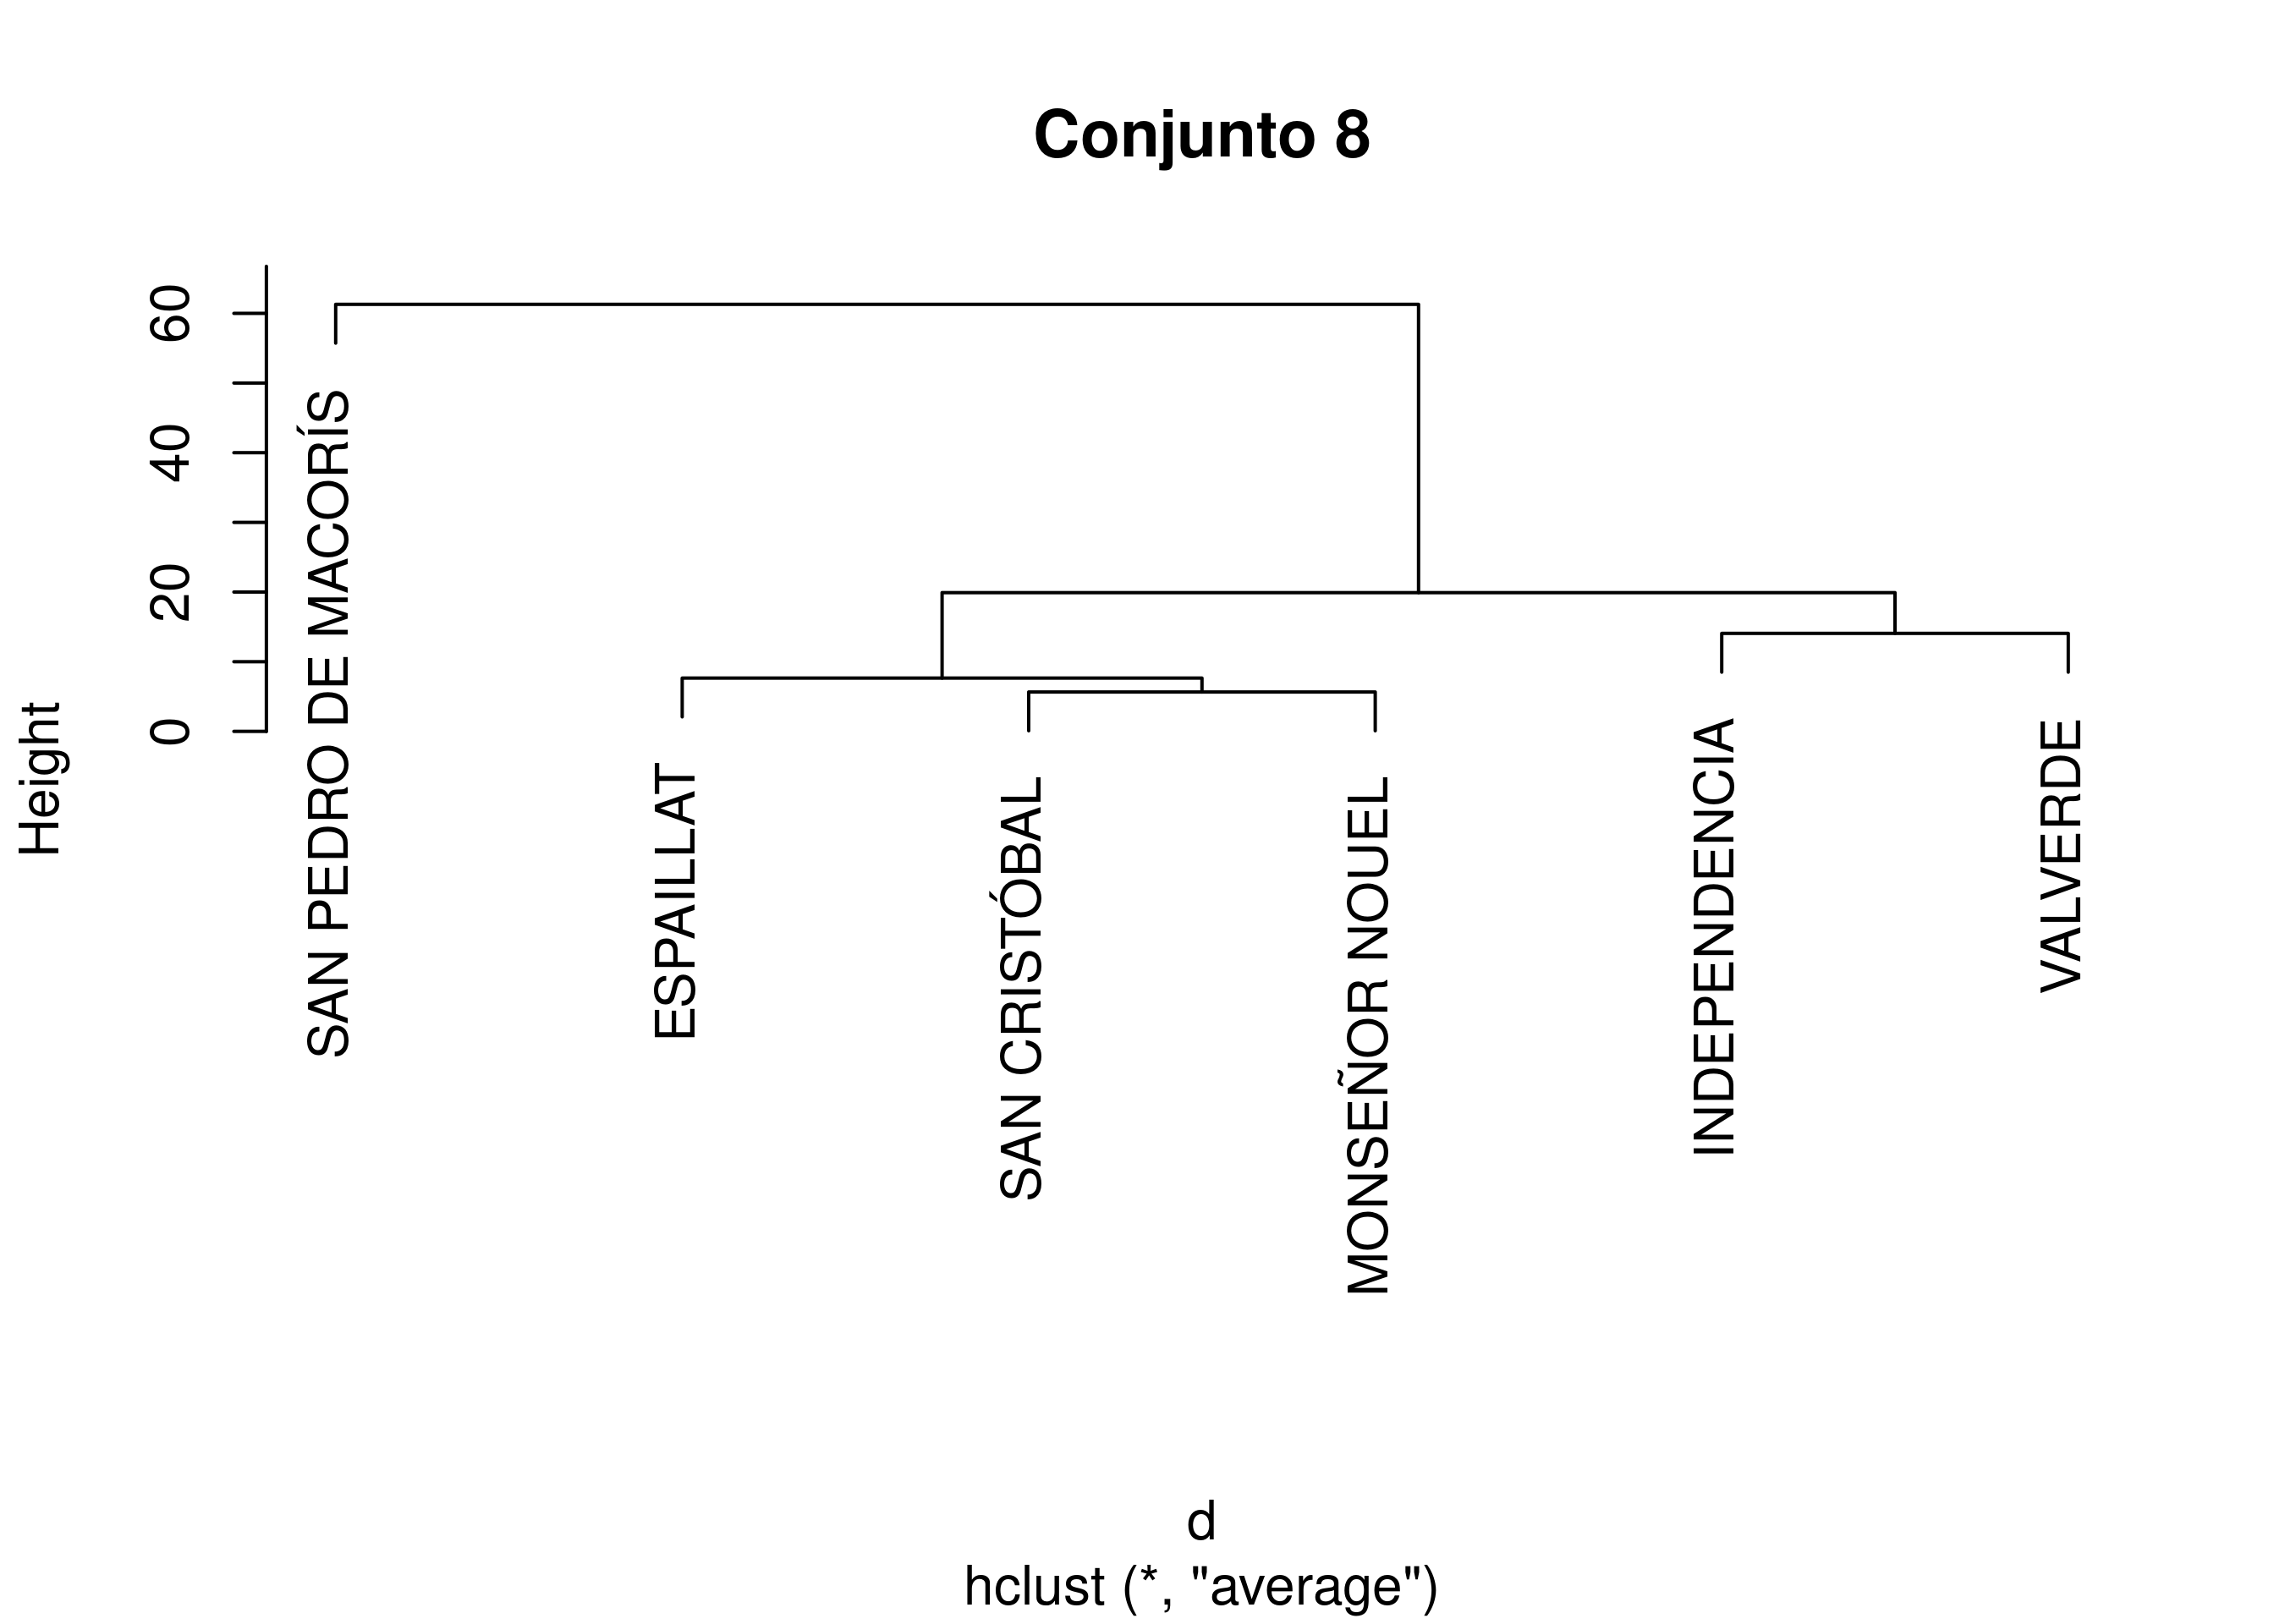 Conjunto 8
Height
0
20
40
60
SAN PEDRO DE MACORÍS
ESPAILLAT
SAN CRISTÓBAL
MONSEÑOR NOUEL
INDEPENDENCIA
VALVERDE
d
hclust (*, "average")